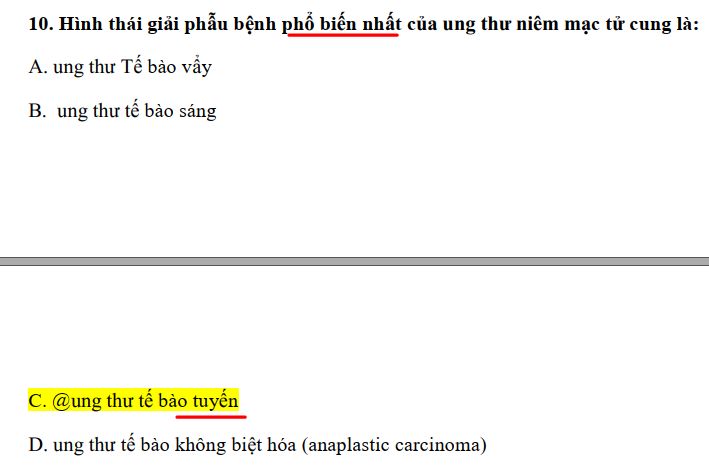 10. Hình thái giải phẫu bệnh phổ biến nhất của ung thư niêm mạc tử cung là:
A. ung thư Tế bào vẩy
B. ung thư tế bào sáng
C. @ung thư tế bào tuyến
D. ung thư tế bào không biệt hóa (anaplastic carcinoma)